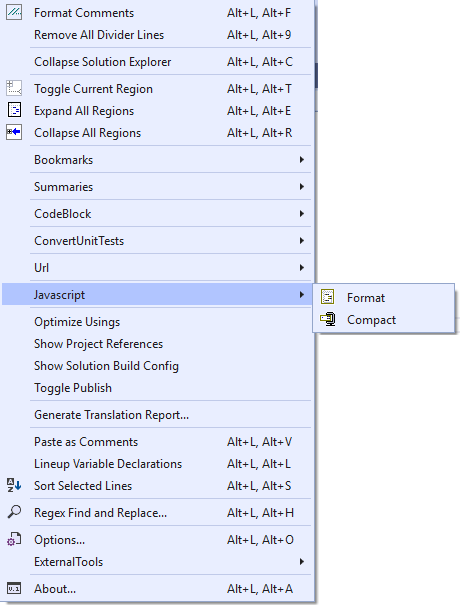 Format Comments Alt+L, Alt+F
Remove All Divider Lines Alt+L, Alt+9
Collapse Solution Explorer Alt+L, Alt+C
Toggle Current Region Alt+L, Alt+T
Expand All Regions Alt+L, Alt+E
Collapse All Regions Alt+L, Alt+R
Bookmarks
Summaries
CodeBlock
ConvertUnitTests
Url
Javascript
Format
Compact
Optimize Usings
Show Project References
Show Solution Build Config
Toggle Publish
Generate Translation Report...
Paste as Comments Alt+L, Alt+V
Lineup Variable Declarations Alt+L, Alt+L
Sort Selected Lines Alt+L, Alt+S
Regex Find and Replace... Alt+L, Alt+H
Options... Alt+L, Alt+O
ExternalTools
About... Alt+L, Alt+A